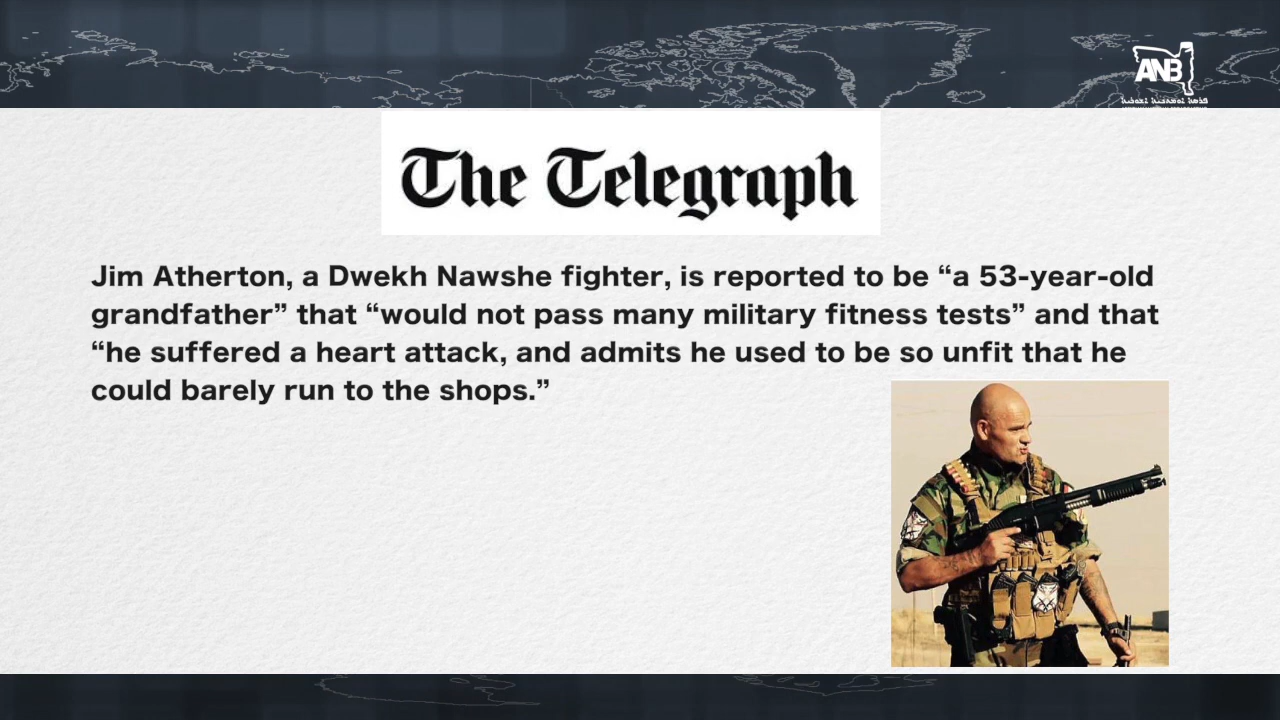 ANB
The Telegraph
Jim Atherton, a Dwekh Nawshe fighter, is reported to be “a 53-year-old
grandfather” that “would not pass many military fitness tests” and that
“he suffered a heart attack, and admits he used to be so unfit that he
could barely run to the shops.”